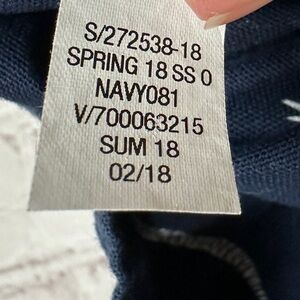 S/272538-18
SPRING 18 SS 0
NAVY081
V/700063215
SUM 18
02/18